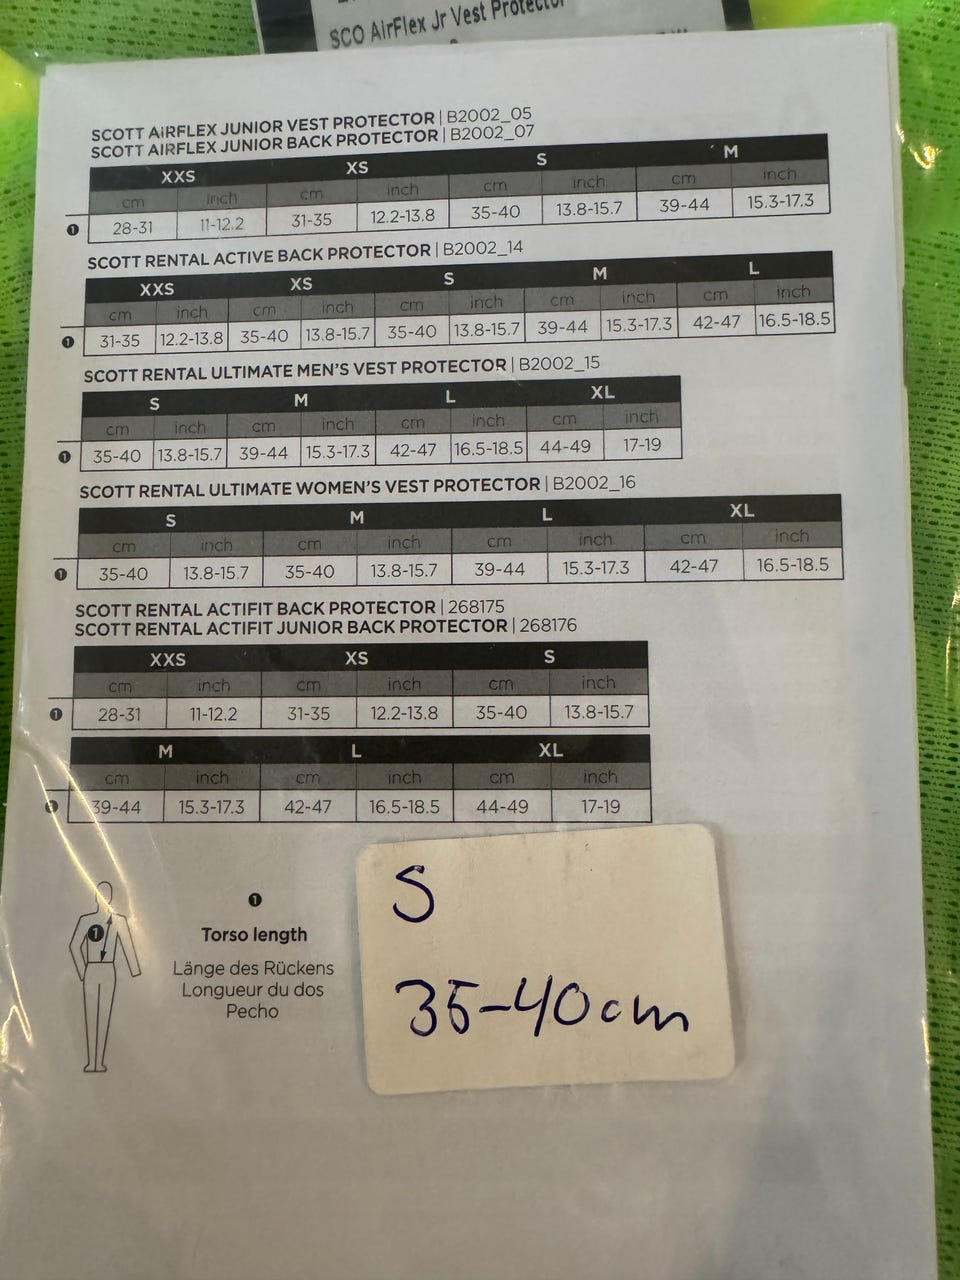 SCO AirFlex Jr Vest Protector
SCOTT AIRFLEX JUNIOR VEST PROTECTOR | B2002_05
SCOTT AIRFLEX JUNIOR BACK PROTECTOR | B2002_07
XXS XS S M
cm inch cm inch cm inch cm inch
1 28-31 11-12.2 31-35 12.2-13.8 35-40 13.8-15.7 39-44 15.3-17.3
SCOTT RENTAL ACTIVE BACK PROTECTOR | B2002_14
XXS XS S M L
cm inch cm inch cm inch cm inch cm inch
1 31-35 12.2-13.8 35-40 13.8-15.7 35-40 13.8-15.7 39-44 15.3-17.3 42-47 16.5-18.5
SCOTT RENTAL ULTIMATE MEN'S VEST PROTECTOR | B2002_15
S M L XL
cm inch cm inch cm inch cm inch
1 35-40 13.8-15.7 39-44 15.3-17.3 42-47 16.5-18.5 44-49 17-19
SCOTT RENTAL ULTIMATE WOMEN'S VEST PROTECTOR | B2002_16
S M L XL
cm inch cm inch cm inch cm inch
1 35-40 13.8-15.7 35-40 13.8-15.7 39-44 15.3-17.3 42-47 16.5-18.5
SCOTT RENTAL ACTIFIT BACK PROTECTOR | 268175
SCOTT RENTAL ACTIFIT JUNIOR BACK PROTECTOR | 268176
XXS XS S
cm inch cm inch cm inch
1 28-31 11-12.2 31-35 12.2-13.8 35-40 13.8-15.7
M L XL
cm inch cm inch cm inch
39-44 15.3-17.3 42-47 16.5-18.5 44-49 17-19
1
1
Torso length
Länge des Rückens
Longueur du dos
Pecho
S
35-40cm